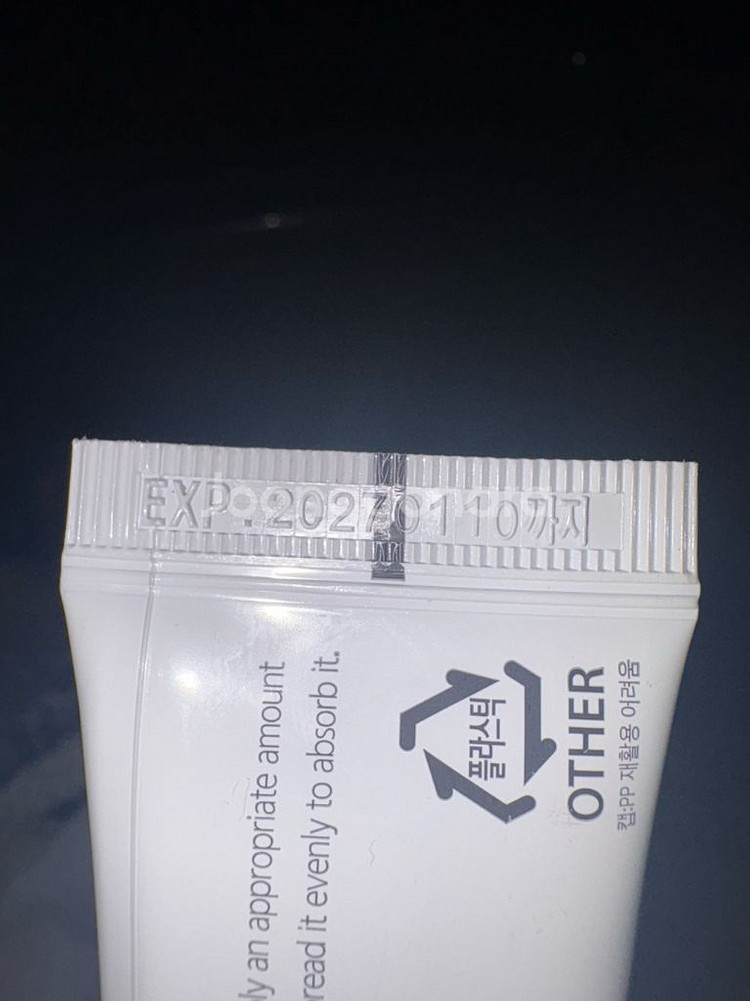 EXP.20270110까지
ly an appropriate amount
read it evenly to absorb it.
플라스틱
OTHER
캡:PP 재활용 어려움